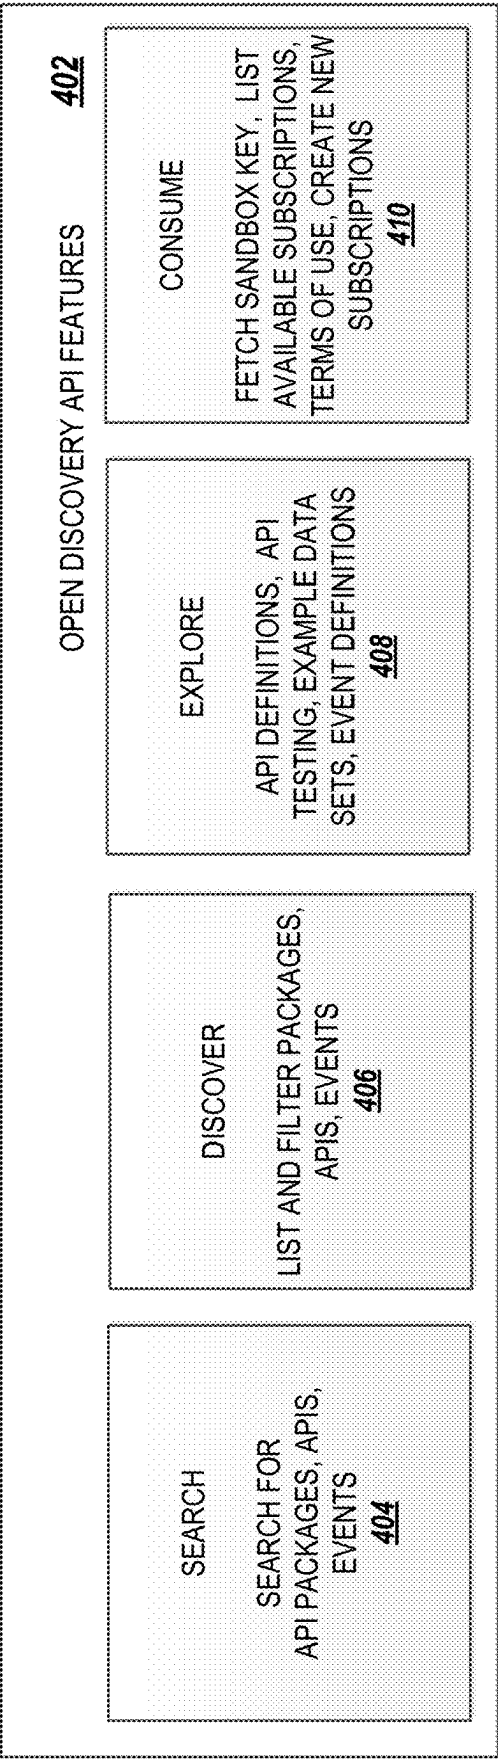 OPEN DISCOVERY API FEATURES
402
SEARCH
SEARCH FOR
API PACKAGES, APIS,
EVENTS
404
DISCOVER
LIST AND FILTER PACKAGES,
APIS, EVENTS
406
EXPLORE
API DEFINITIONS, API
TESTING, EXAMPLE DATA
SETS, EVENT DEFINITIONS
408
CONSUME
FETCH SANDBOX KEY, LIST
AVAILABLE SUBSCRIPTIONS,
TERMS OF USE, CREATE NEW
SUBSCRIPTIONS
410